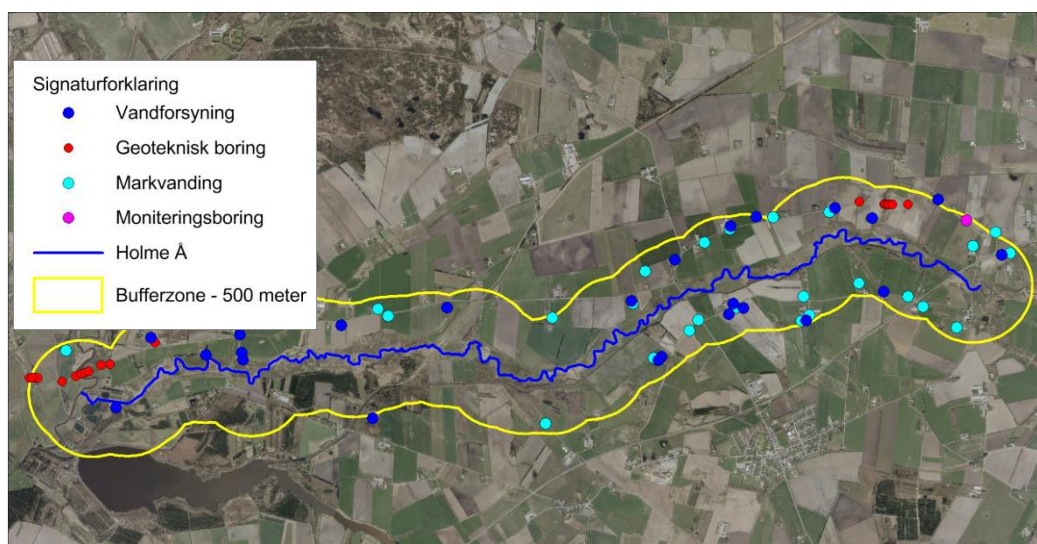 Signaturforklaring
Vandforsyning
Geoteknisk boring
Markvanding
Moniteringsboring
Holme Å
Bufferzone - 500 meter